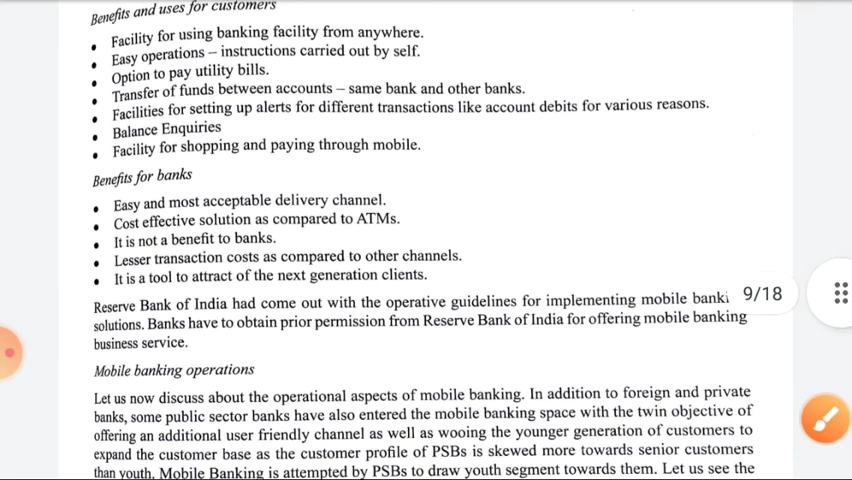 Benefits and uses for customers
• Facility for using banking facility from anywhere.
• Easy operations – instructions carried out by self.
• Option to pay utility bills.
• Transfer of funds between accounts – same bank and other banks.
• Facilities for setting up alerts for different transactions like account debits for various reasons.
• Balance Enquiries
• Facility for shopping and paying through mobile.
Benefits for banks
• Easy and most acceptable delivery channel.
• Cost effective solution as compared to ATMs.
• It is not a benefit to banks.
• Lesser transaction costs as compared to other channels.
• It is a tool to attract of the next generation clients.
Reserve Bank of India had come out with the operative guidelines for implementing mobile banki
9/18
solutions. Banks have to obtain prior permission from Reserve Bank of India for offering mobile banking
business service.
Mobile banking operations
Let us now discuss about the operational aspects of mobile banking. In addition to foreign and private
banks, some public sector banks have also entered the mobile banking space with the twin objective of
offering an additional user friendly channel as well as wooing the younger generation of customers to
expand the customer base as the customer profile of PSBs is skewed more towards senior customers
than youth. Mobile Banking is attempted by PSBs to draw youth segment towards them. Let us see the